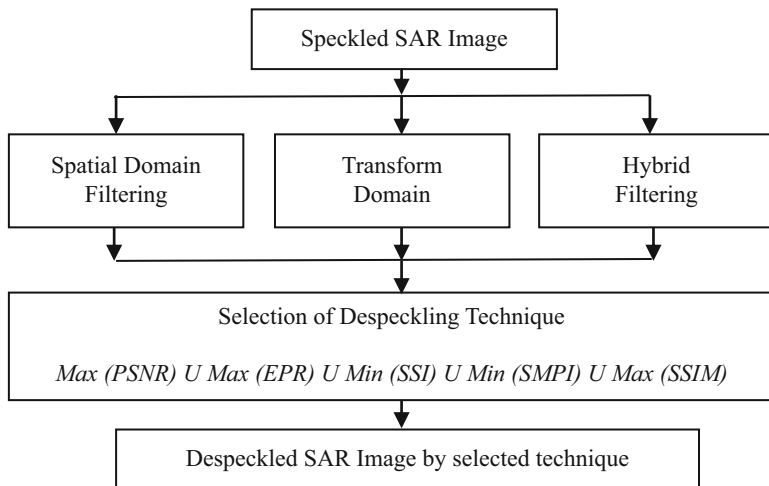 Speckled SAR Image
Spatial Domain
Filtering
Transform
Domain
Hybrid
Filtering
Selection of Despeckling Technique
Max (PSNR) U Max (EPR) U Min (SSI) U Min (SMPI) U Max (SSIM)
Despeckled SAR Image by selected technique